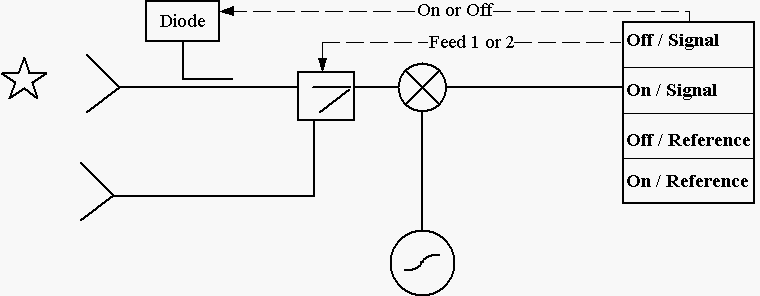 On or Off
Diode
Feed 1 or 2
Off / Signal
On / Signal
Off / Reference
On / Reference